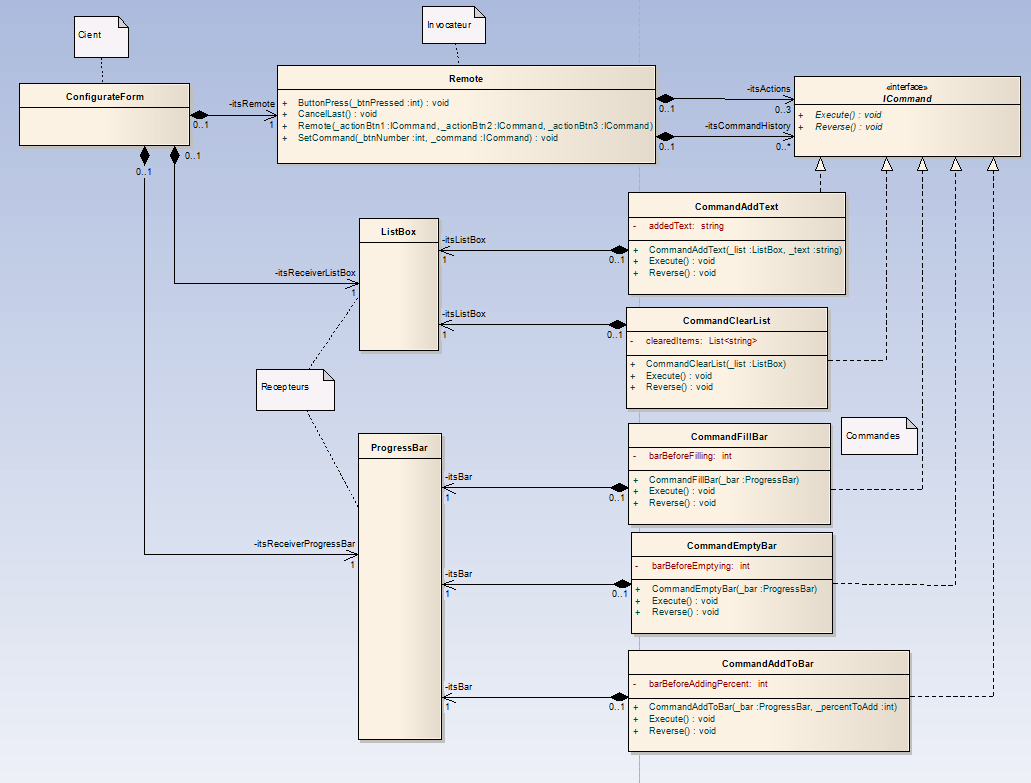 Cient
Invocateur
ConfigurateForm
0..1
0..1
0..1
-itsRemote
1
Remote
+ ButtonPress(_btnPressed :int) : void
+ CancelLast() : void
+ Remote(_actionBtn1 :ICommand, _actionBtn2 :ICommand, _actionBtn3 :ICommand)
+ SetCommand(_btnNumber :int, _command :ICommand) : void
0..1
-itsActions
0..3
0..1
-itsCommandHistory
0..*
«interface»
ICommand
+ Execute() : void
+ Reverse() : void
ListBox
-itsReceiverListBox
1
-itsListBox
1
0..1
CommandAddText
- addedText: string
+ CommandAddText(_list :ListBox, _text :string)
+ Execute() : void
+ Reverse() : void
-itsListBox
1
0..1
CommandClearList
- clearedItems: List<string>
+ CommandClearList(_list :ListBox)
+ Execute() : void
+ Reverse() : void
Recepteurs
Commandes
ProgressBar
-itsReceiverProgressBar
1
-itsBar
1
0..1
CommandFillBar
- barBeforeFilling: int
+ CommandFillBar(_bar :ProgressBar)
+ Execute() : void
+ Reverse() : void
-itsBar
1
0..1
CommandEmptyBar
- barBeforeEmptying: int
+ CommandEmptyBar(_bar :ProgressBar)
+ Execute() : void
+ Reverse() : void
-itsBar
1
0..1
CommandAddToBar
- barBeforeAddingPercent: int
+ CommandAddToBar(_bar :ProgressBar, _percentToAdd :int)
+ Execute() : void
+ Reverse() : void